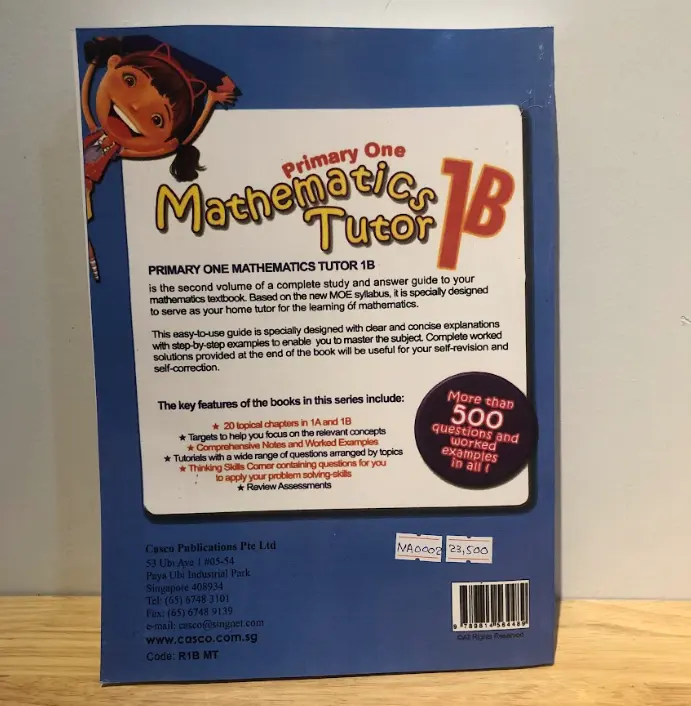 Primary One
Mathematics
Tutor
1B
PRIMARY ONE MATHEMATICS TUTOR 1B
is the second volume of a complete study and answer guide to your
mathematics textbook. Based on the new MOE syllabus, it is specially designed
to serve as your home tutor for the learning of mathematics.
This easy-to-use guide is specially designed with clear and concise explanations
with step-by-step examples to enable you to master the subject. Complete worked
solutions provided at the end of the book will be useful for your self-revision and
self-correction.
The key features of the books in this series include:
★ 20 topical chapters in 1A and 1B
★ Targets to help you focus on the relevant concepts
★ Comprehensive Notes and Worked Examples
★ Tutorials with a wide range of questions arranged by topics
★ Thinking Skills Corner containing questions for you
to apply your problem solving-skills
★ Review Assessments
More than
500
questions and
worked
examples
in all !
Casco Publications Pte Ltd
53 Ubi Ave 1 #05-54
Paya Ubi Industrial Park
Singapore 408934
Tel: (65) 6748 3101
Fax: (65) 6748 9139
e-mail: casco@singnet.com
www.casco.com.sg
Code: R1B MT
NA0002
23,500
9 789814 564489
©All Rights Reserved